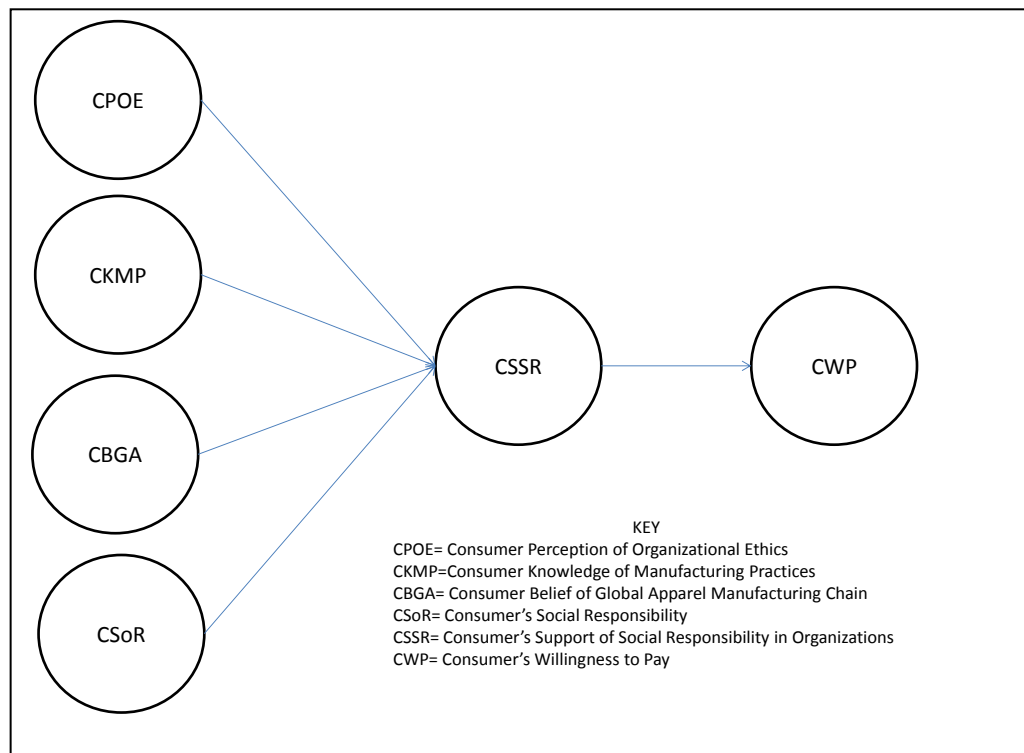 CPOE
CKMP
CBGA
CSoR
CSSR
CWP
KEY
CPOE= Consumer Perception of Organizational Ethics
CKMP=Consumer Knowledge of Manufacturing Practices
CBGA= Consumer Belief of Global Apparel Manufacturing Chain
CSoR= Consumer’s Social Responsibility
CSSR= Consumer’s Support of Social Responsibility in Organizations
CWP= Consumer’s Willingness to Pay